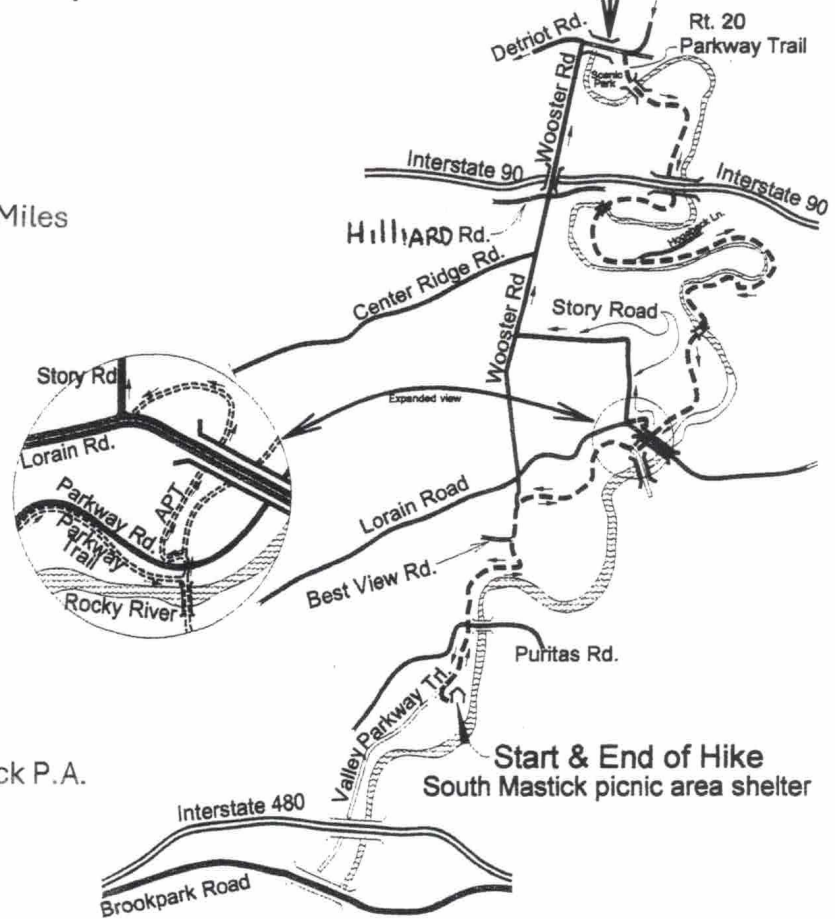 Rt. 20
Detriot Rd.
Parkway Trail
Scenic
Park
Wooster Rd
Interstate 90
Interstate 90
Miles
HILLIARD Rd.
Center Ridge Rd.
Story Road
Wooster Rd
Story Rd
Expanded view
Lorain Rd.
APT
Parkway Rd.
Parkway
Trail
Lorain Road
Rocky River
Best View Rd.
Puritas Rd.
Valley Parkway Trl.
Start & End of Hike
South Mastick picnic area shelter
ck P.A.
Interstate 480
Brookpark Road